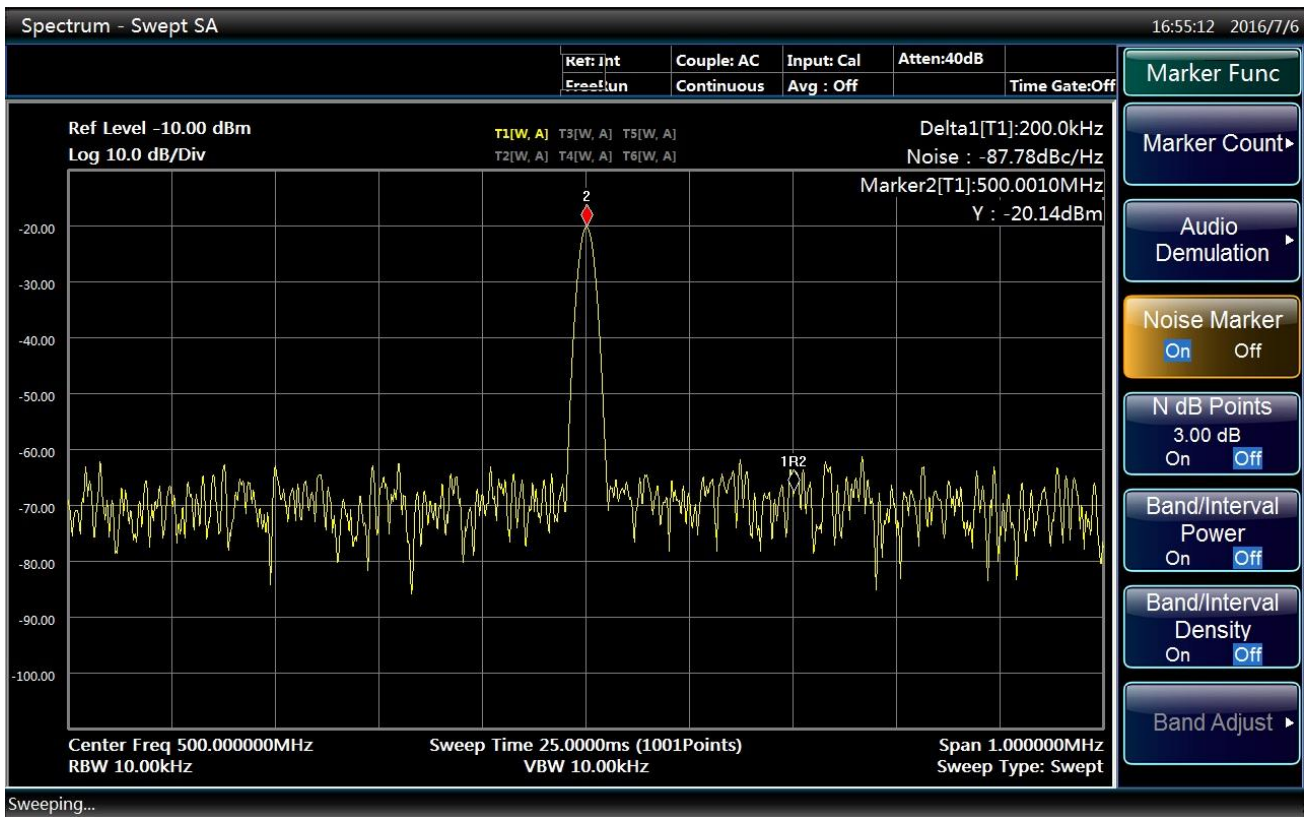 Spectrum - Swept SA
16:55:12 2016/7/6
Ref: Int Couple: AC Input: Cal Atten:40dB
FreeRun Continuous Avg : Off Time Gate:Off
Marker Func
Ref Level -10.00 dBm
Log 10.0 dB/Div
T1[W, A] T3[W, A] T5[W, A]
T2[W, A] T4[W, A] T6[W, A]
Delta1[T1]:200.0kHz
Noise : -87.78dBc/Hz
Marker2[T1]:500.0010MHz
Y : -20.14dBm
2
1R2
-20.00
-30.00
-40.00
-50.00
-60.00
-70.00
-80.00
-90.00
-100.00
Center Freq 500.000000MHz
Sweep Time 25.0000ms (1001Points)
Span 1.000000MHz
RBW 10.00kHz
VBW 10.00kHz
Sweep Type: Swept
Marker Count
Audio
Demulation
Noise Marker
On Off
N dB Points
3.00 dB
On Off
Band/Interval
Power
On Off
Band/Interval
Density
On Off
Band Adjust
Sweeping...